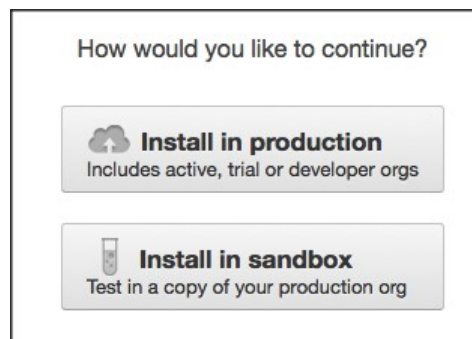 How would you like to continue?
Install in production
Includes active, trial or developer orgs
Install in sandbox
Test in a copy of your production org